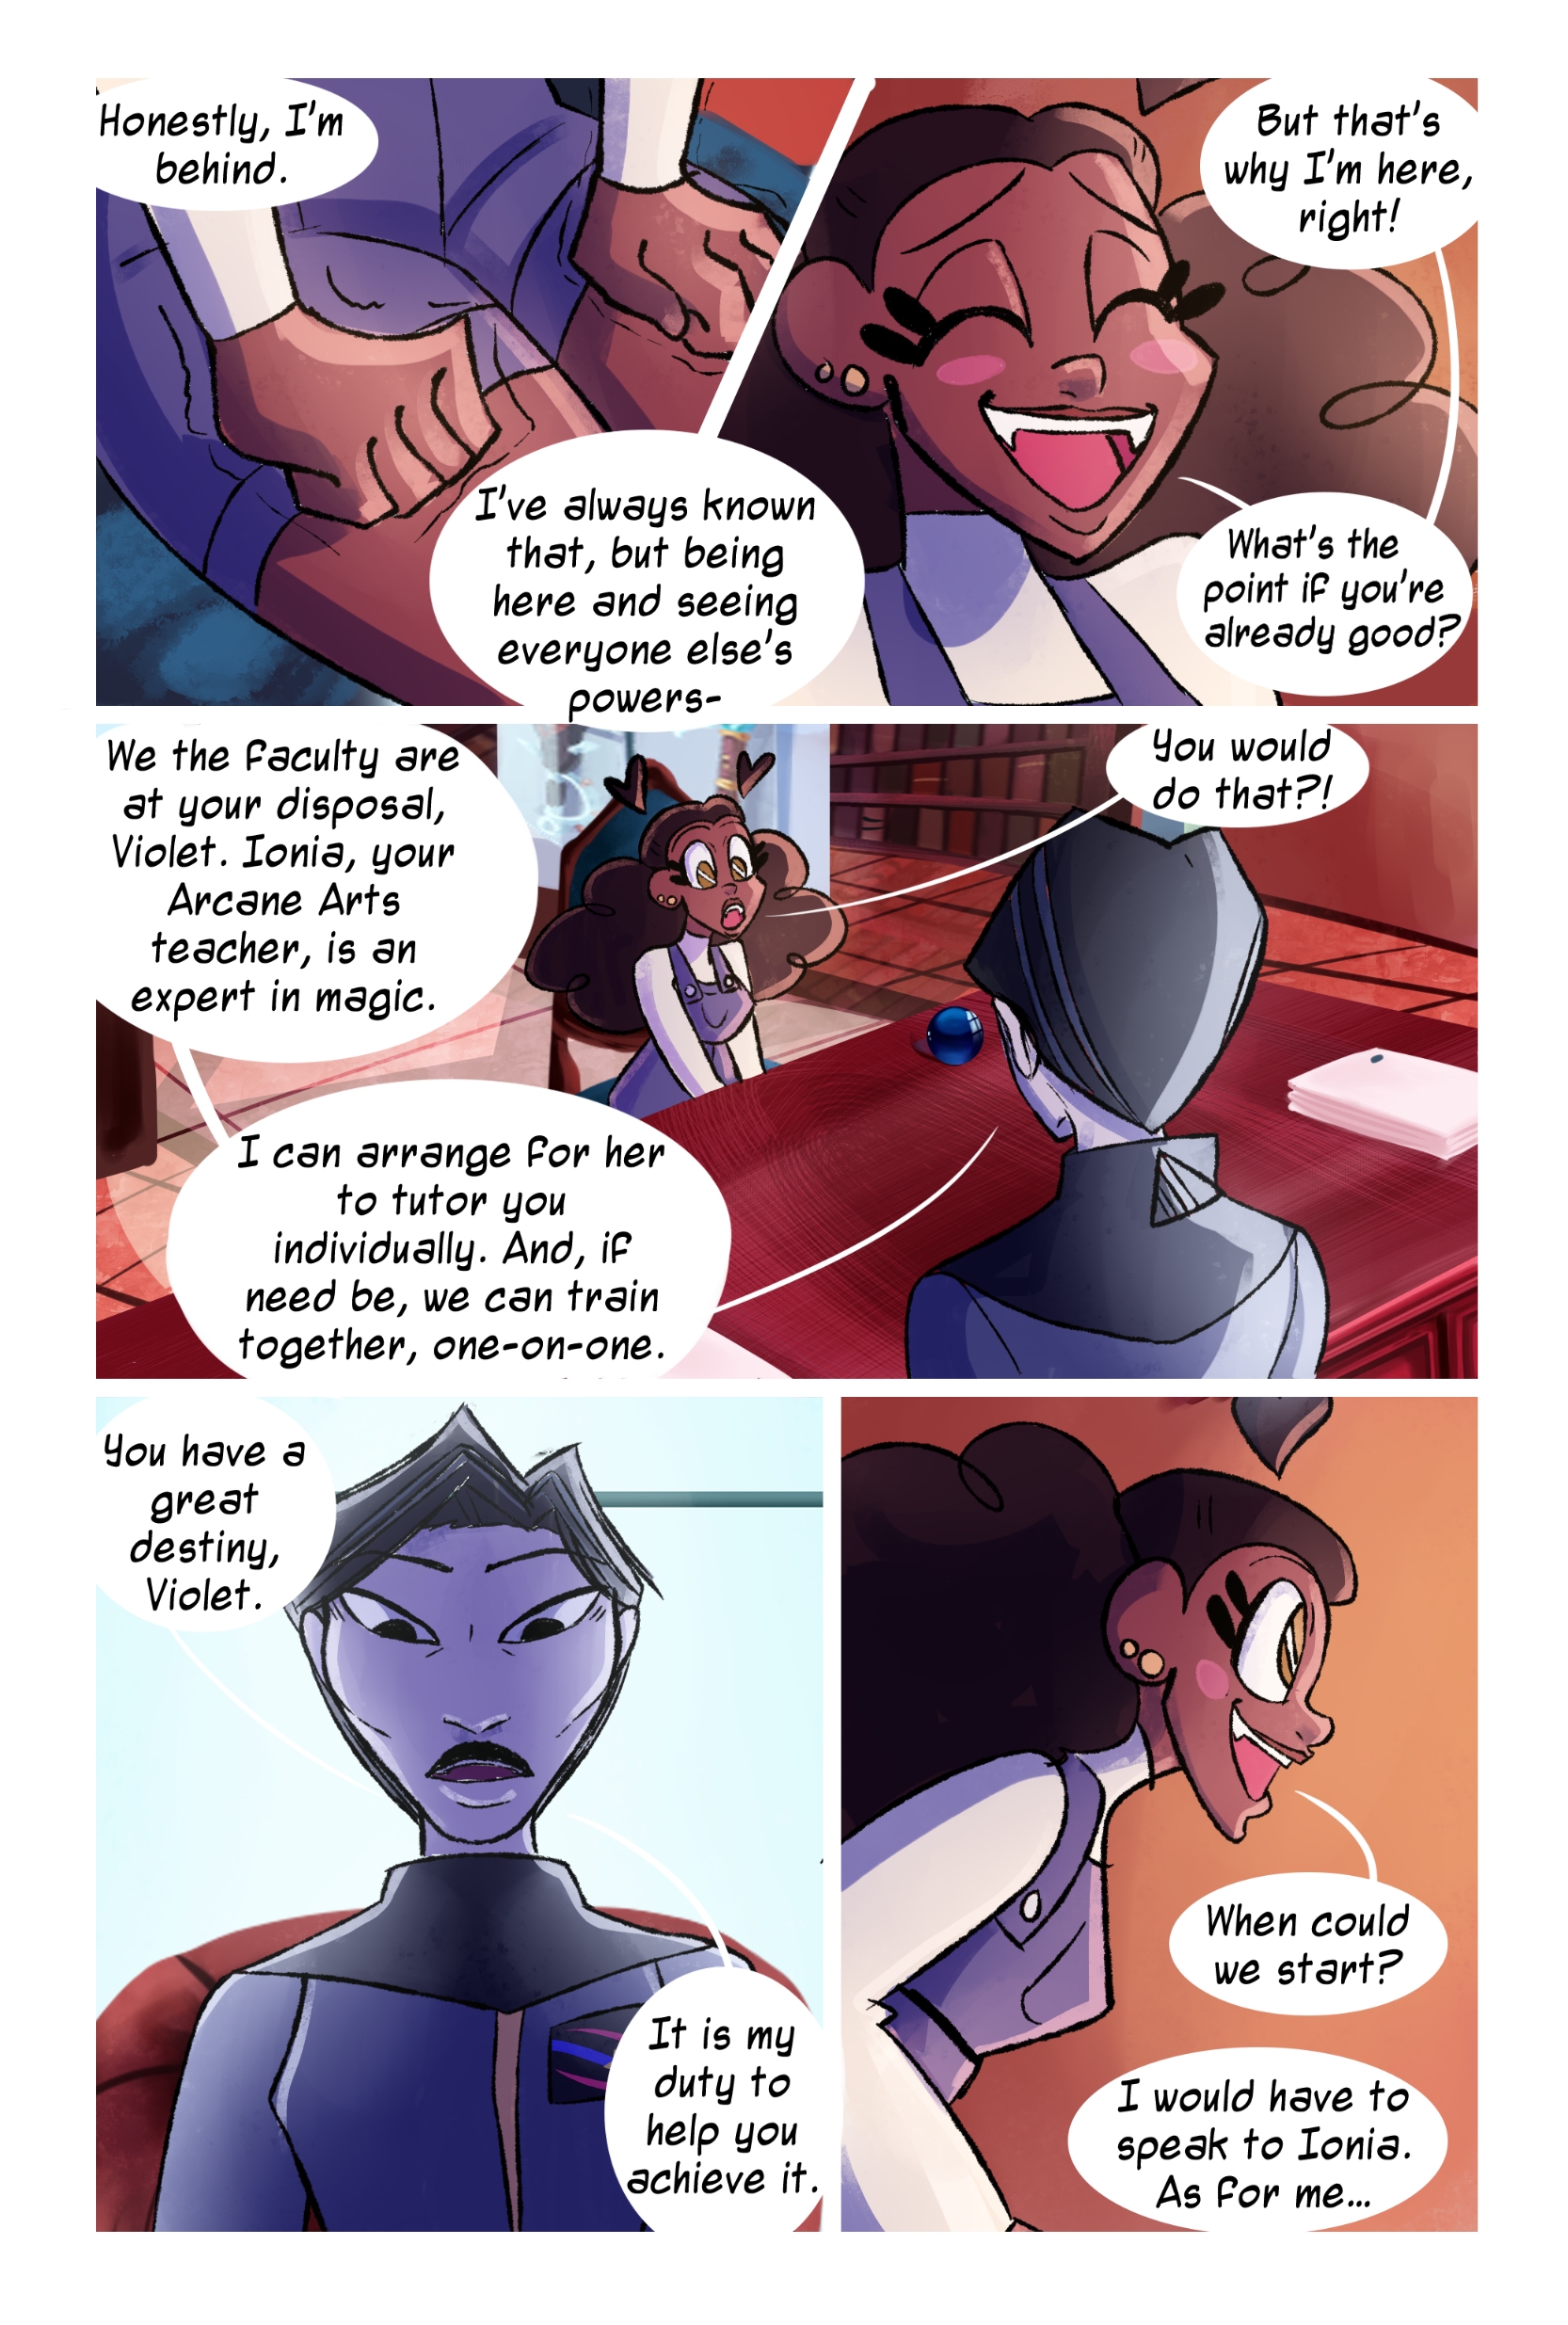 Honestly, I'm
behind.
I've always known
that, but being
here and seeing
everyone else's
powers-
But that's
why I'm here,
right!
What's the
point if you're
already good?
We the faculty are
at your disposal,
Violet. Ionia, your
Arcane Arts
teacher, is an
expert in magic.
I can arrange for her
to tutor you
individually. And, if
need be, we can train
together, one-on-one.
You would
do that?!
You have a
great
destiny,
Violet.
It is my
duty to
help you
achieve it.
When could
we start?
I would have to
speak to Ionia.
As for me...